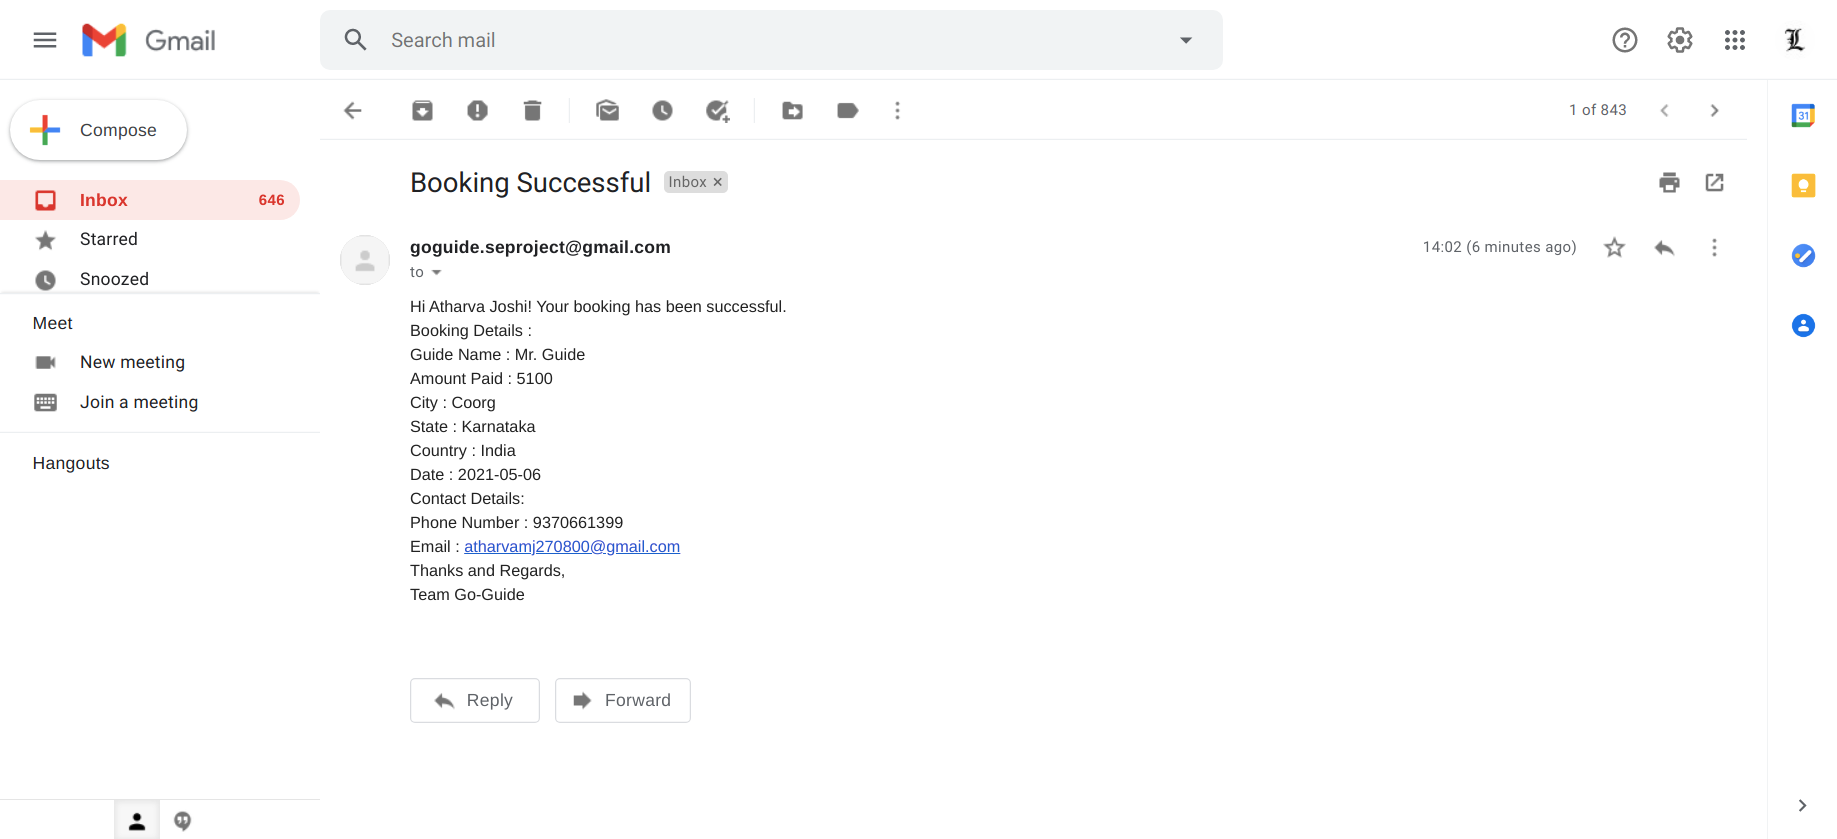 Gmail
Search mail
Compose
1 of 843
Inbox 646
Starred
Snoozed
Meet
New meeting
Join a meeting
Hangouts
Booking Successful Inbox ×
goguide.seproject@gmail.com 14:02 (6 minutes ago)
to
Hi Atharva Joshi! Your booking has been successful.
Booking Details :
Guide Name : Mr. Guide
Amount Paid : 5100
City : Coorg
State : Karnataka
Country : India
Date : 2021-05-06
Contact Details:
Phone Number : 9370661399
Email : atharvamj270800@gmail.com
Thanks and Regards,
Team Go-Guide
Reply Forward
L
31